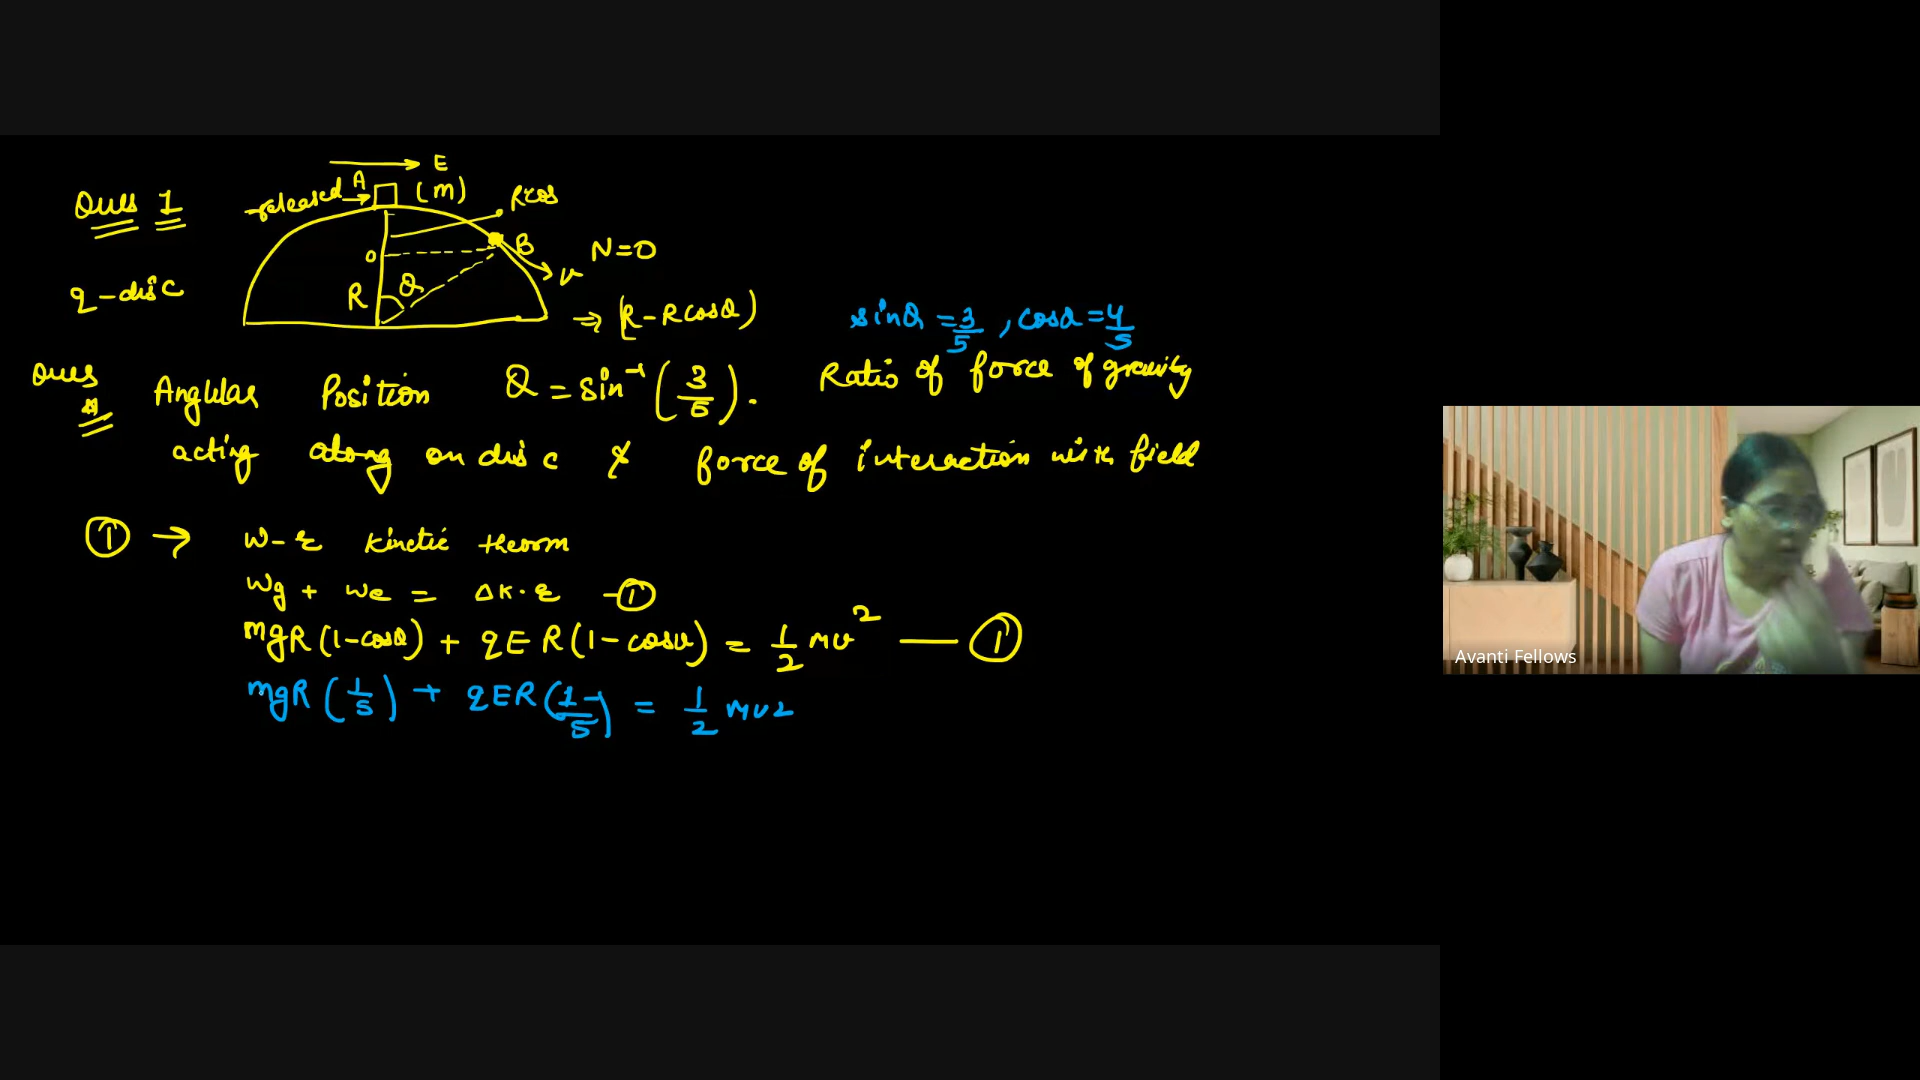 E
Ques 1 released A (m) Rcos
O B N=0
q-disc R θ v
⇒ (R-Rcosθ) sinθ = 3/5 , cosθ = 4/5
Ques Angular Position θ = sin⁻¹ (3/5). Ratio of force of gravity
acting along on disc & force of interaction with field
① → W-E kinetic theorm
Wg + We = ΔK.E -①
mgR(1-cosθ) + qER(1-cosθ) = 1/2 mv² — ①
mgR (1/5) + qER(1/5) = 1/2 mv2
Avanti Fellows